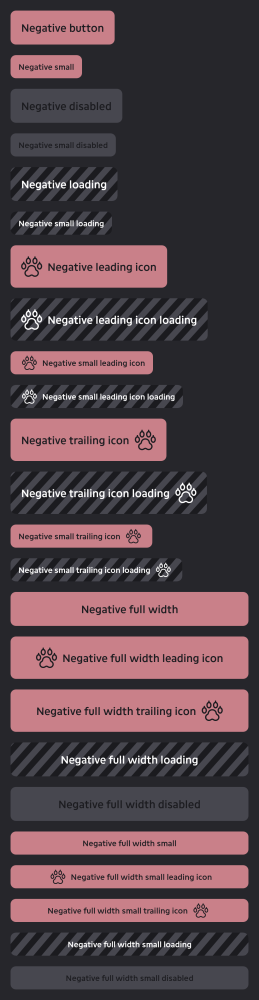 Negative button
Negative small
Negative disabled
Negative small disabled
Negative loading
Negative small loading
Negative leading icon
Negative leading icon loading
Negative small leading icon
Negative small leading icon loading
Negative trailing icon
Negative trailing icon loading
Negative small trailing icon
Negative small trailing icon loading
Negative full width
Negative full width leading icon
Negative full width trailing icon
Negative full width loading
Negative full width disabled
Negative full width small
Negative full width small leading icon
Negative full width small trailing icon
Negative full width small loading
Negative full width small disabled